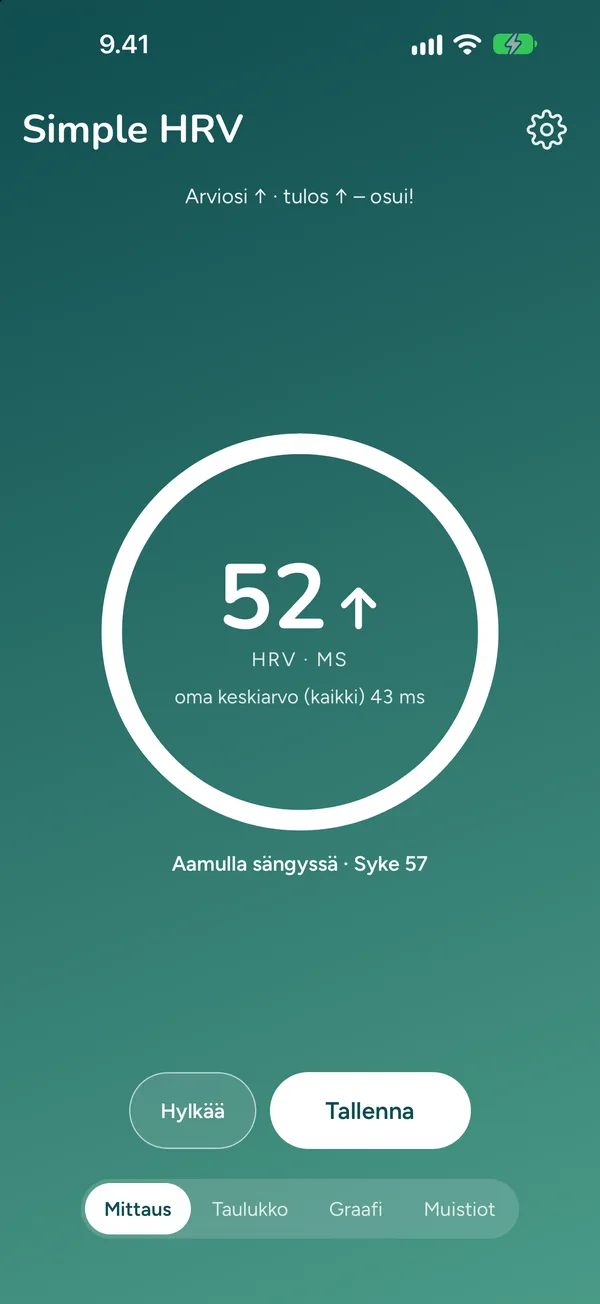 9.41
Simple HRV
Arviosi ↑ · tulos ↑ – osui!
52 ↑
HRV · MS
oma keskiarvo (kaikki) 43 ms
Aamulla sängyssä · Syke 57
Hylkää
Tallenna
Mittaus
Taulukko
Graafi
Muistiot